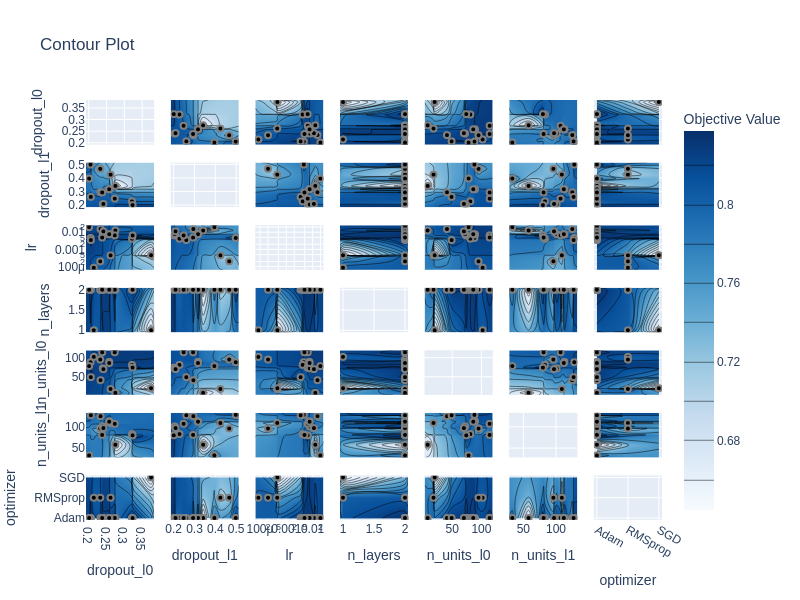 Contour Plot
Objective Value
dropout_l0
0.35
0.3
0.25
0.2
dropout_l1
0.5
0.4
0.3
0.2
lr
0.01
0.001
100μ
n_layers
2
1.5
1
n_units_l0
100
50
n_units_l1
100
50
optimizer
SGD
RMSprop
Adam
0.8
0.76
0.72
0.68
0.2 0.25 0.3 0.35
0.2 0.3 0.4 0.5
0.01
1 1.5 2
50 100
50 100
Adam RMSprop SGD
dropout_l0
dropout_l1
lr
n_layers
n_units_l0
n_units_l1
optimizer